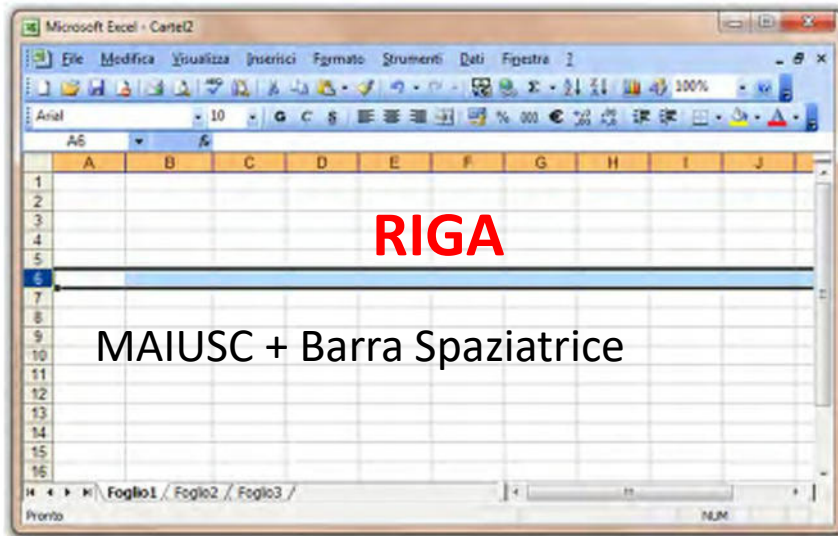 Microsoft Excel - Cartel2
File Modifica Visualizza Inserisci Formato Strumenti Dati Finestra ?
100%
Arial 10 G C S % 000 €
A6 fx
A B C D E F G H I J
1
2
3
RIGA
4
5
6
7
8
9
MAIUSC + Barra Spaziatrice
10
11
12
13
14
15
16
Foglio1 / Foglio2 / Foglio3 /
Pronto NUM